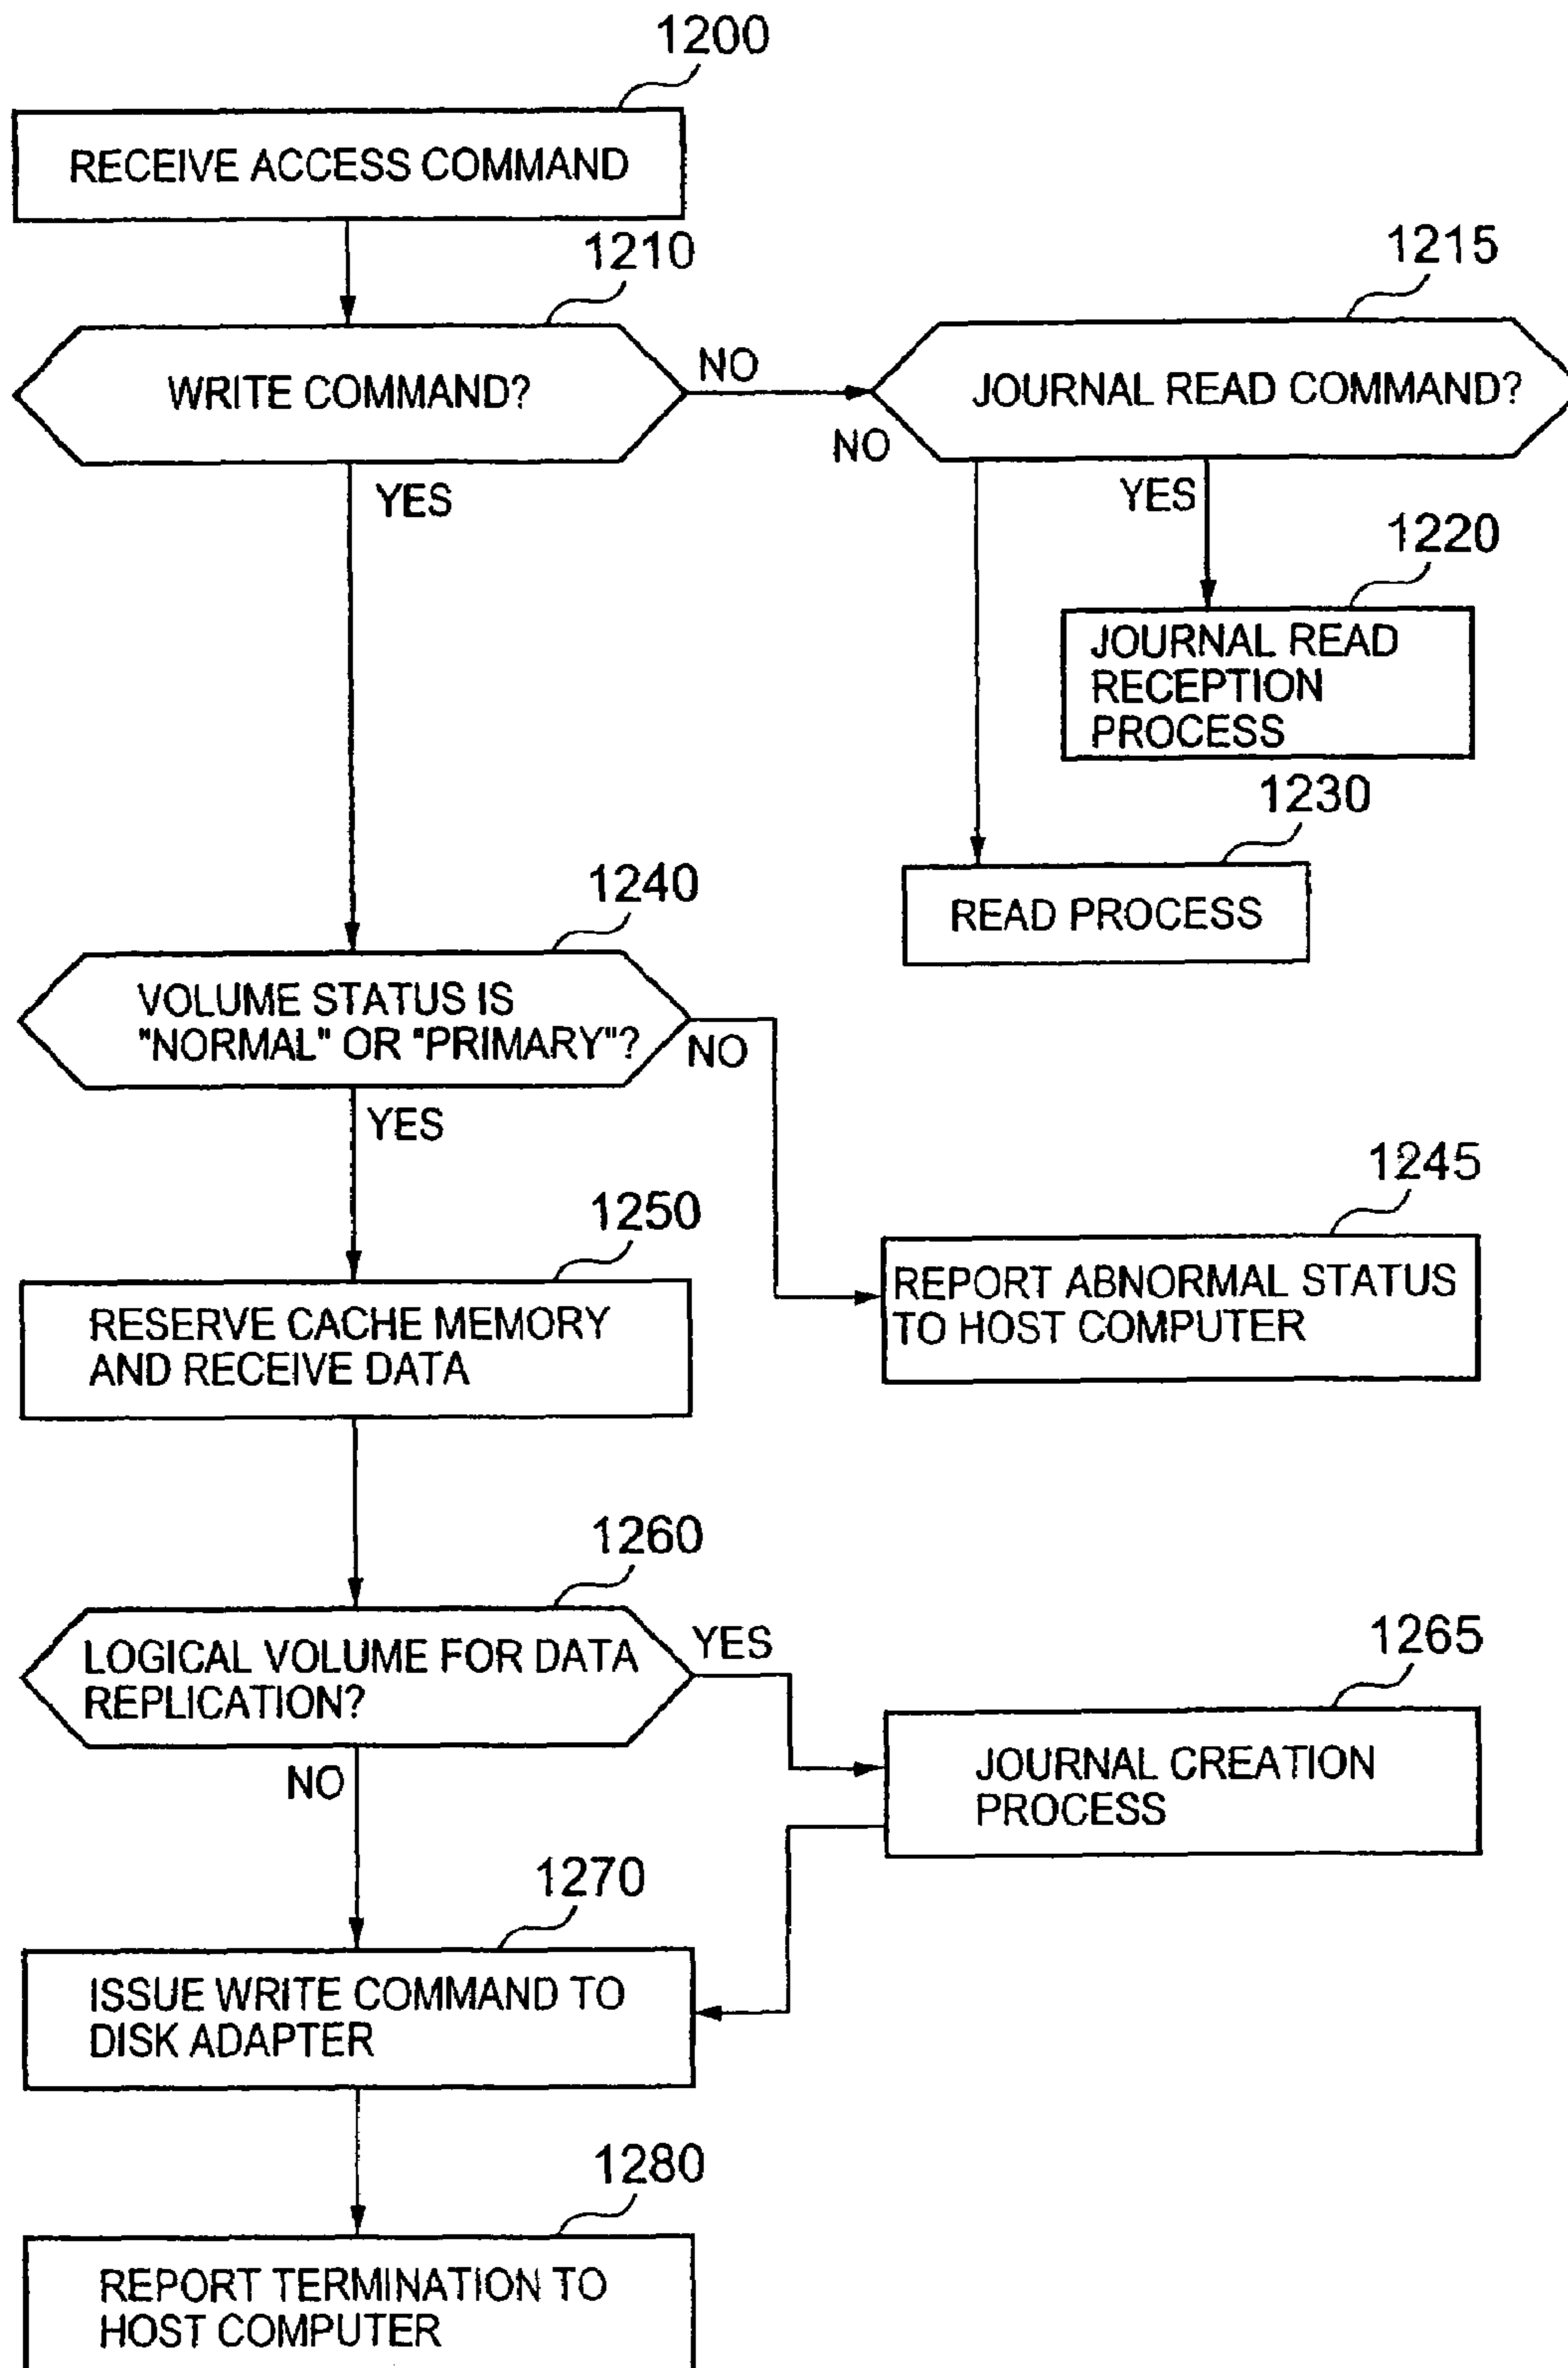 1200
RECEIVE ACCESS COMMAND
1210
1215
WRITE COMMAND?
NO
JOURNAL READ COMMAND?
NO
YES
YES
1220
JOURNAL READ
RECEPTION
PROCESS
1230
READ PROCESS
1240
VOLUME STATUS IS
"NORMAL" OR "PRIMARY"?
NO
YES
1245
REPORT ABNORMAL STATUS
TO HOST COMPUTER
1250
RESERVE CACHE MEMORY
AND RECEIVE DATA
1260
LOGICAL VOLUME FOR DATA
REPLICATION?
YES
NO
1265
JOURNAL CREATION
PROCESS
1270
ISSUE WRITE COMMAND TO
DISK ADAPTER
1280
REPORT TERMINATION TO
HOST COMPUTER